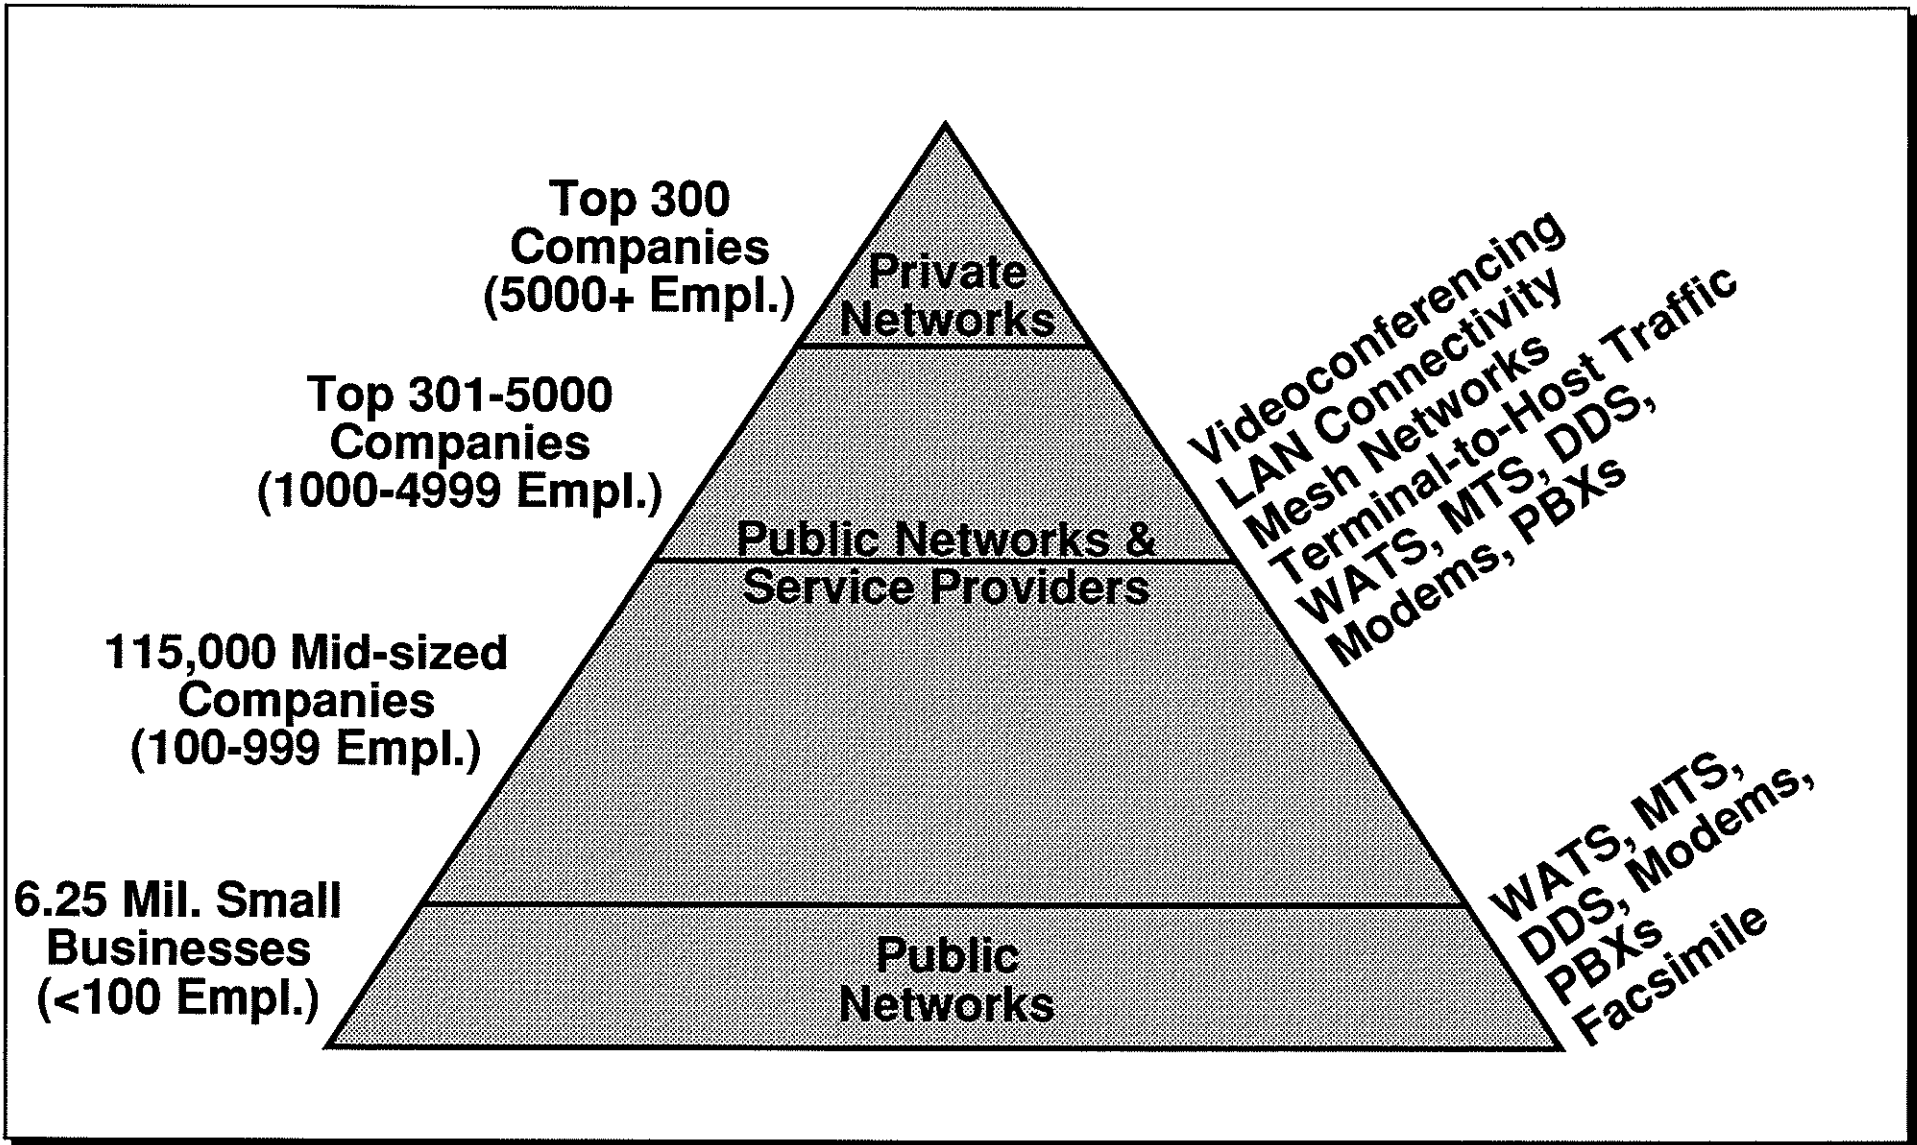 Top 300
Companies
(5000+ Empl.)
Private
Networks
Top 301-5000
Companies
(1000-4999 Empl.)
Public Networks &
Service Providers
Videoconferencing
LAN Connectivity
Mesh Networks
Terminal-to-Host Traffic
WATS, MTS, DDS,
Modems, PBXs
115,000 Mid-sized
Companies
(100-999 Empl.)
6.25 Mil. Small
Businesses
(<100 Empl.)
Public
Networks
WATS, MTS,
DDS, Modems,
PBXs
Facsimile